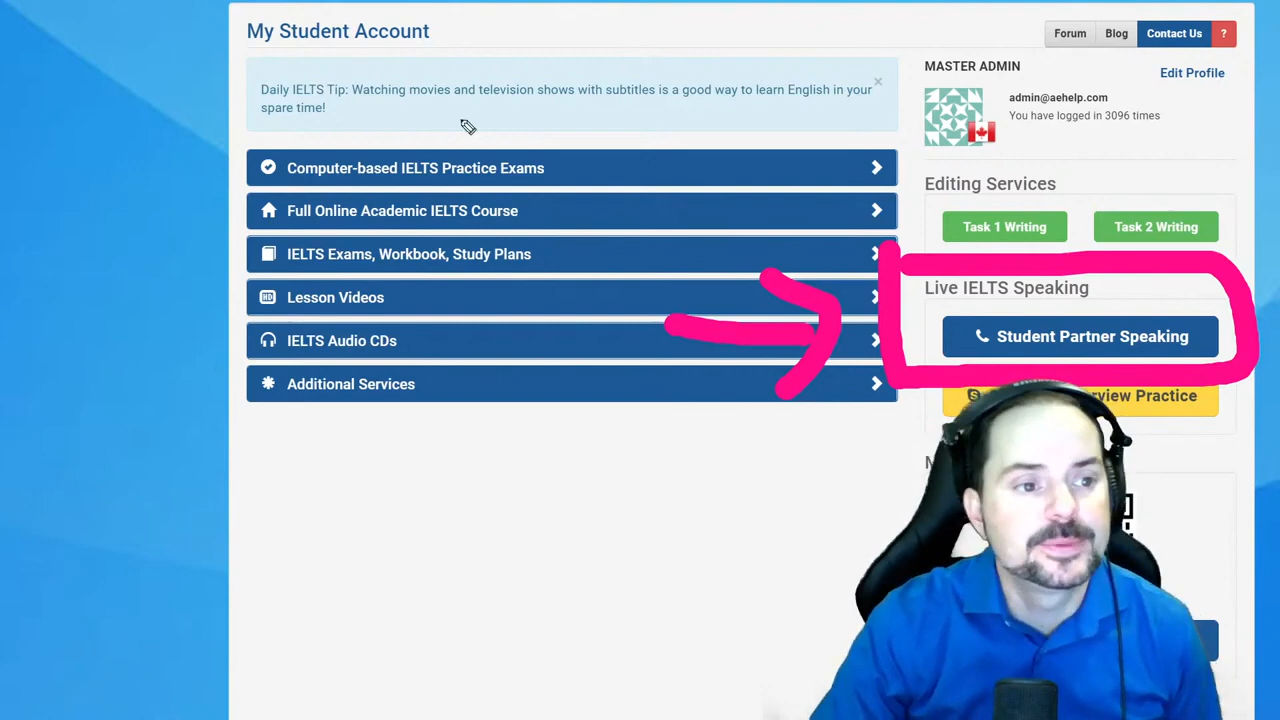 My Student Account
Forum
Blog
Contact Us
?
Daily IELTS Tip: Watching movies and television shows with subtitles is a good way to learn English in your
spare time!
×
MASTER ADMIN
Edit Profile
admin@aehelp.com
You have logged in 3096 times
Computer-based IELTS Practice Exams
Full Online Academic IELTS Course
IELTS Exams, Workbook, Study Plans
HD
Lesson Videos
IELTS Audio CDs
Additional Services
Editing Services
Task 1 Writing
Task 2 Writing
Live IELTS Speaking
Student Partner Speaking
Practice